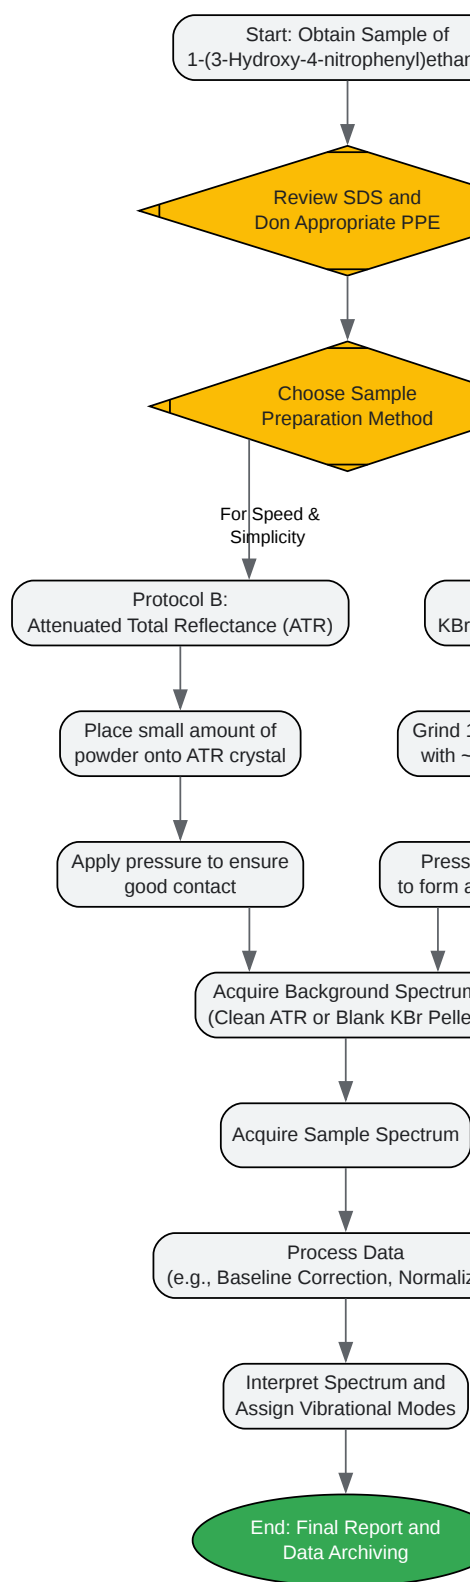 Start: Obtain Sample of
1-(3-Hydroxy-4-nitrophenyl)ethan
Review SDS and
Don Appropriate PPE
Choose Sample
Preparation Method
For Speed &
Simplicity
Protocol B:
Attenuated Total Reflectance (ATR)
KBr
Place small amount of
powder onto ATR crystal
Grind 1
with ~
Apply pressure to ensure
good contact
Press
to form a
Acquire Background Spectrum
(Clean ATR or Blank KBr Pelle
Acquire Sample Spectrum
Process Data
(e.g., Baseline Correction, Normaliz
Interpret Spectrum and
Assign Vibrational Modes
End: Final Report and
Data Archiving